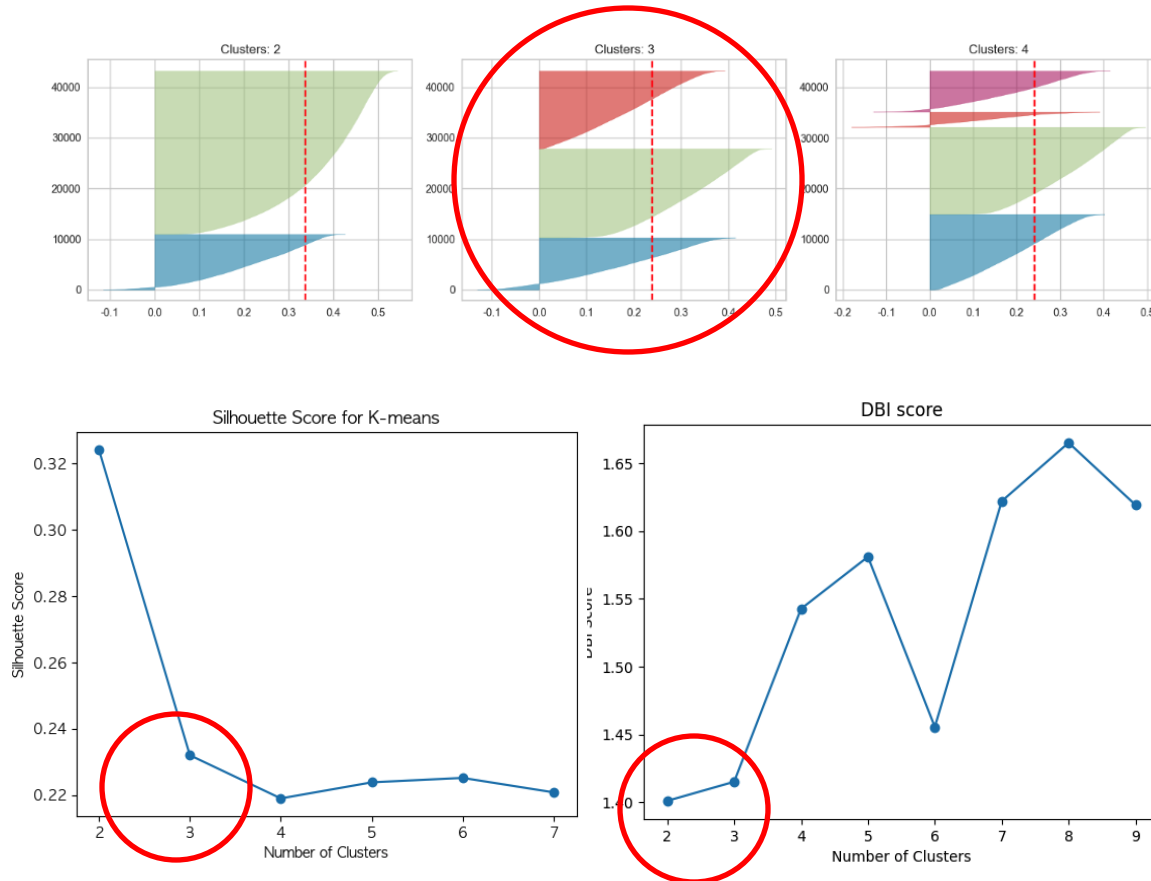 Clusters: 2
40000
30000
20000
10000
0
-0.1 0.0 0.1 0.2 0.3 0.4 0.5
Clusters: 3
40000
30000
20000
10000
0
-0.1 0.0 0.1 0.2 0.3 0.4 0.5
Clusters: 4
40000
30000
20000
10000
0
-0.2 -0.1 0.0 0.1 0.2 0.3 0.4 0.5
Silhouette Score for K-means
Silhouette Score
0.32
0.30
0.28
0.26
0.24
0.22
2 3 4 5 6 7
Number of Clusters
DBI score
DBI score
1.65
1.60
1.55
1.50
1.45
1.40
2 3 4 5 6 7 8 9
Number of Clusters